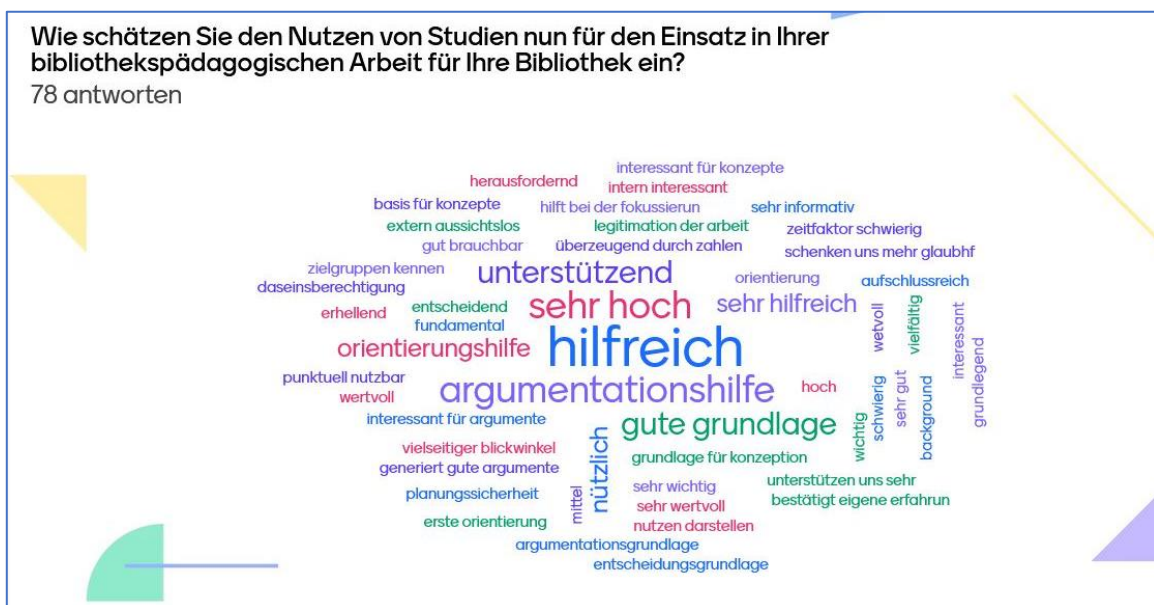 Wie schätzen Sie den Nutzen von Studien nun für den Einsatz in Ihrer
bibliothekspädagogischen Arbeit für Ihre Bibliothek ein?
78 antworten
interessant für konzepte
herausfordernd
intern interessant
basis für konzepte
hilft bei der fokussierun
sehr informativ
extern aussichtslos
legitimation der arbeit
zeitfaktor schwierig
gut brauchbar
überzeugend durch zahlen
schenken uns mehr glaubhf
zielgruppen kennen
unterstützend
orientierung
aufschlussreich
daseinsberechtigung
erhellend
entscheidend
sehr hoch
sehr hilfreich
wetvoll
vielfältig
interessant
fundamental
orientierungshilfe
hilfreich
grundlegend
punktuell nutzbar
argumentationshilfe
hoch
wertvoll
schwierig
sehr gut
background
interessant für argumente
gute grundlage
wichtig
vielseitiger blickwinkel
nützlich
grundlage für konzeption
generiert gute argumente
unterstützen uns sehr
planungssicherheit
mittel
sehr wichtig
bestätigt eigene erfahrun
sehr wertvoll
erste orientierung
nutzen darstellen
argumentationsgrundlage
entscheidungsgrundlage